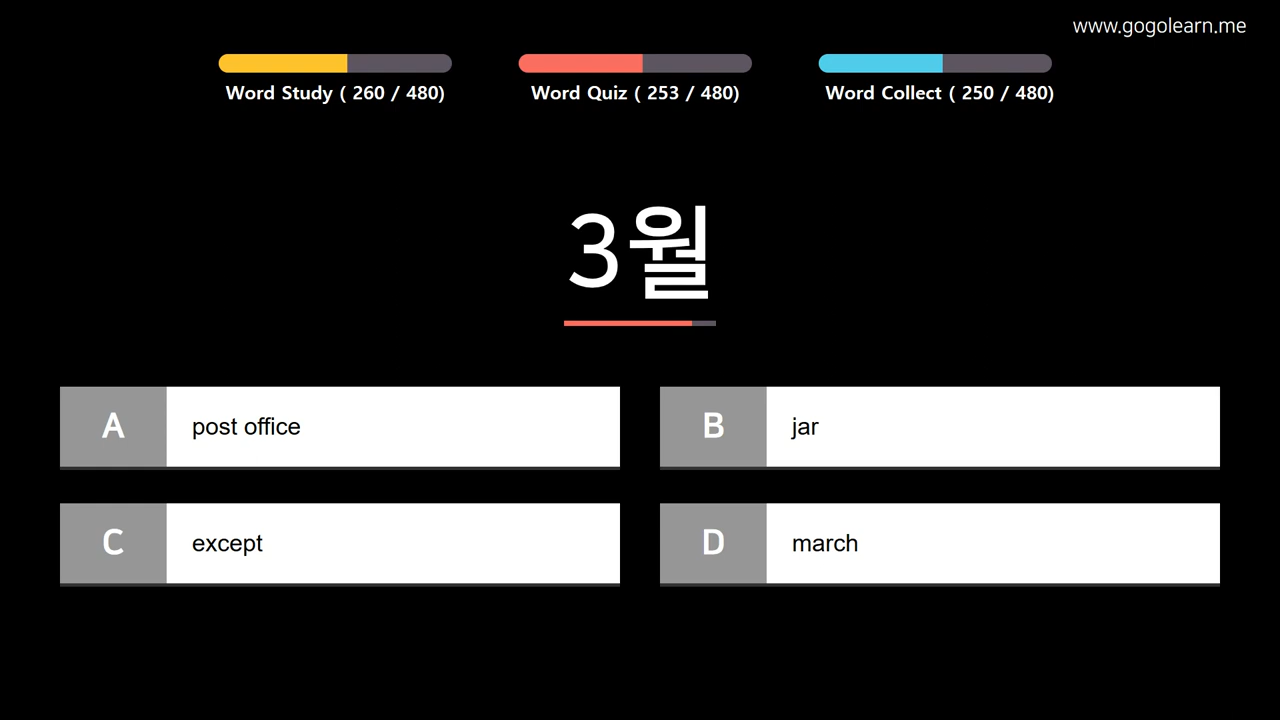 www.gogolearn.me
Word Study ( 260 / 480)
Word Quiz ( 253 / 480)
Word Collect ( 250 / 480)
3월
A post office
B jar
C except
D march